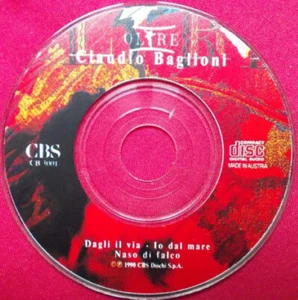 OLTRE
Claudio Baglioni
CBS
COMPACT
disc
DIGITAL AUDIO
MADE IN AUSTRIA
Dagli il via - Io dal mare
Naso di falco
© ℗ 1990 CBS Dischi S.p.A.